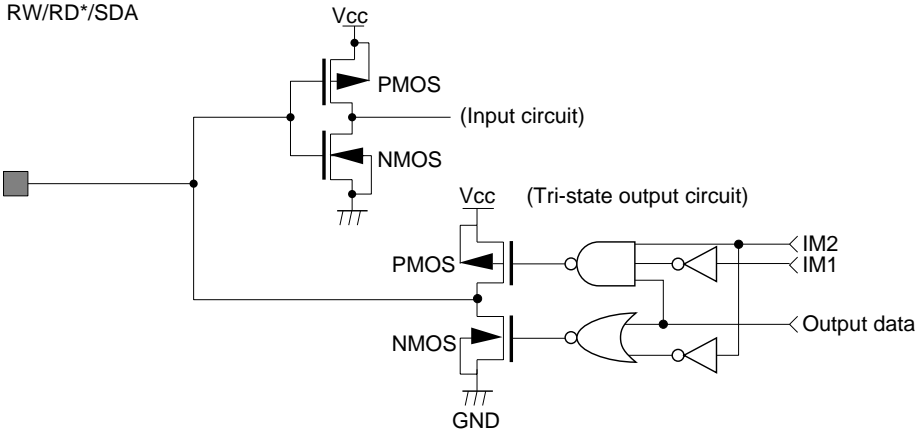 RW/RD*/SDA
Vcc
PMOS
(Input circuit)
NMOS
Vcc
(Tri-state output circuit)
IM2
PMOS
IM1
Output data
NMOS
GND